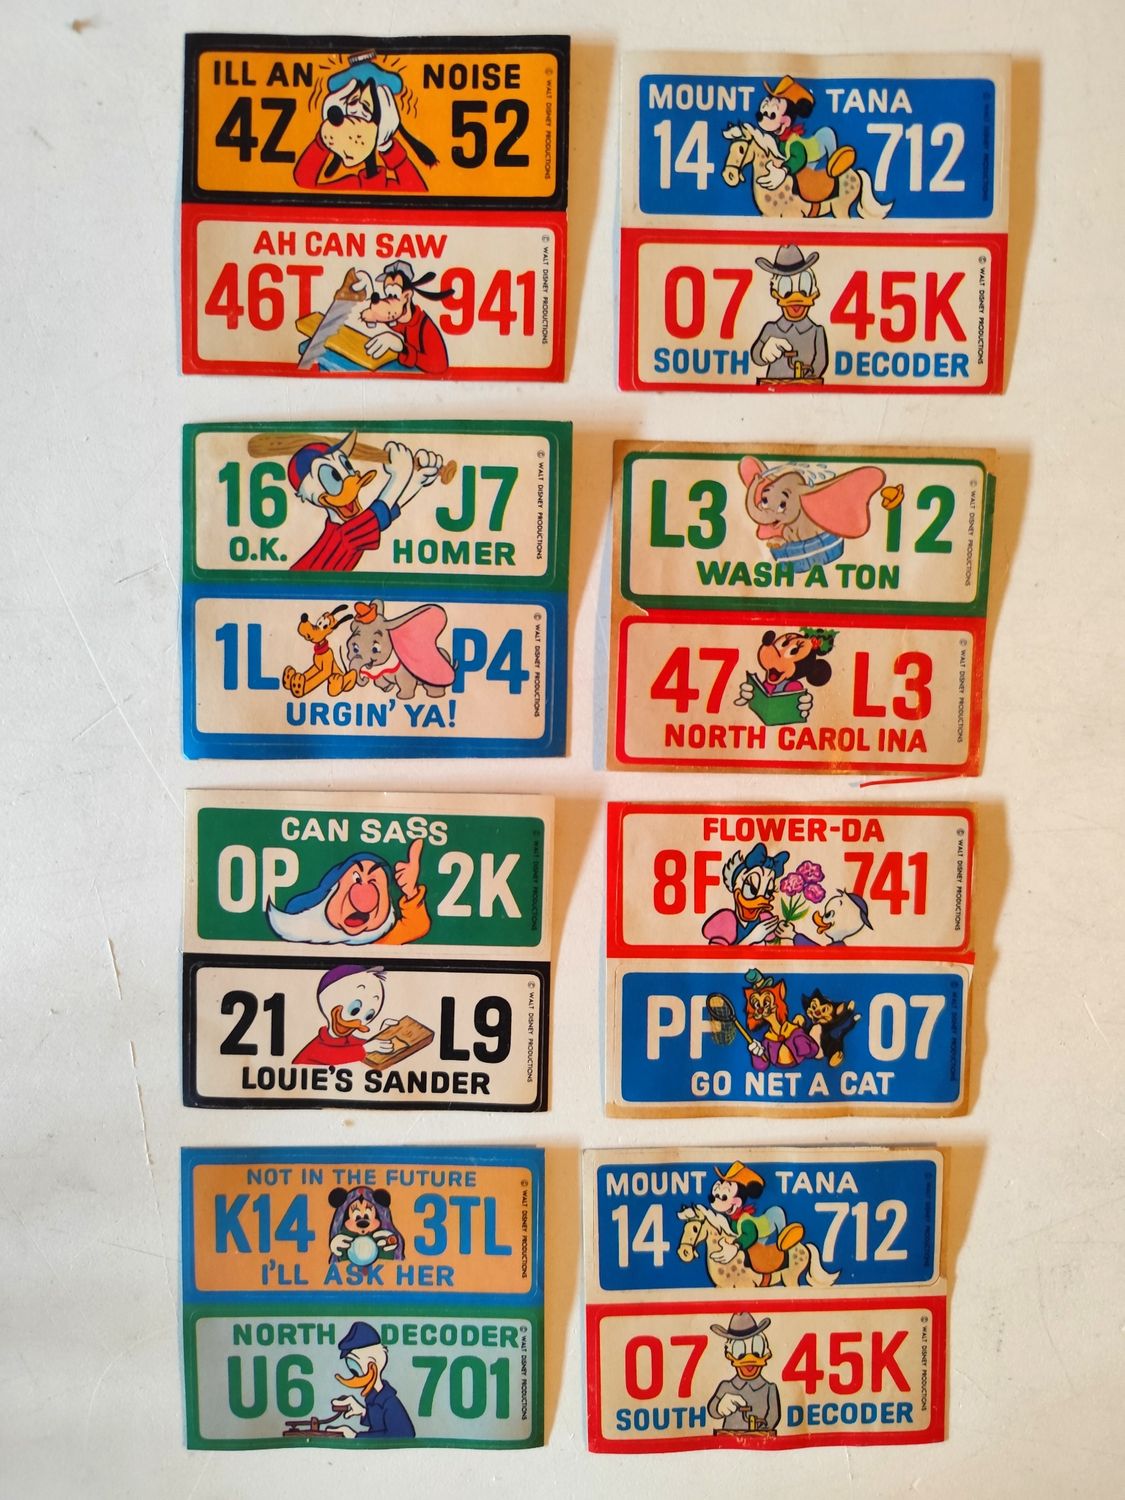 ILL AN NOISE
4Z 52
© WALT DISNEY PRODUCTIONS
AH CAN SAW
46T 941
© WALT DISNEY PRODUCTIONS
MOUNT TANA
14 712
© WALT DISNEY PRODUCTIONS
07 45K
SOUTH DECODER
© WALT DISNEY PRODUCTIONS
16 J7
O.K. HOMER
© WALT DISNEY PRODUCTIONS
1L P4
URGIN' YA!
© WALT DISNEY PRODUCTIONS
L3 12
WASH A TON
© WALT DISNEY PRODUCTIONS
47 L3
NORTH CAROL INA
© WALT DISNEY PRODUCTIONS
CAN SASS
OP 2K
© WALT DISNEY PRODUCTIONS
21 L9
LOUIE'S SANDER
© WALT DISNEY PRODUCTIONS
FLOWER-DA
8F 741
© WALT DISNEY PRODUCTIONS
PF 07
GO NET A CAT
© WALT DISNEY PRODUCTIONS
NOT IN THE FUTURE
K14 3TL
I'LL ASK HER
© WALT DISNEY PRODUCTIONS
NORTH DECODER
U6 701
© WALT DISNEY PRODUCTIONS
MOUNT TANA
14 712
© WALT DISNEY PRODUCTIONS
07 45K
SOUTH DECODER
© WALT DISNEY PRODUCTIONS